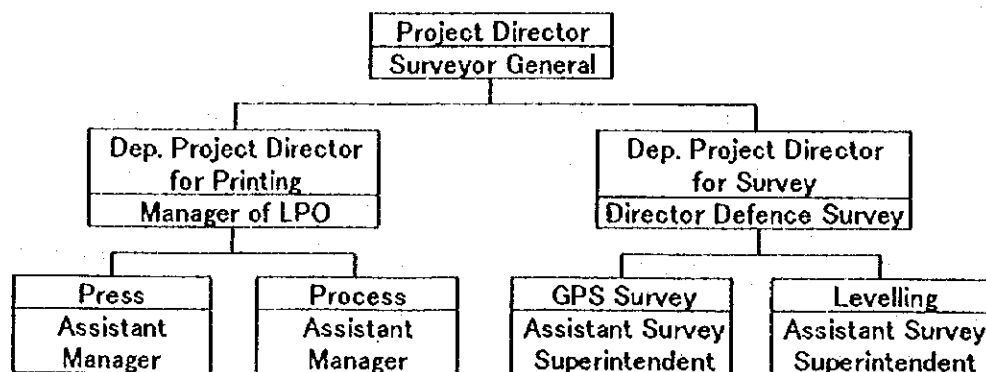 Project Director
Surveyor General
Dep. Project Director
for Printing
Manager of LPO
Dep. Project Director
for Survey
Director Defence Survey
Press
Assistant
Manager
Process
Assistant
Manager
GPS Survey
Assistant Survey
Superintendent
Levelling
Assistant Survey
Superintendent